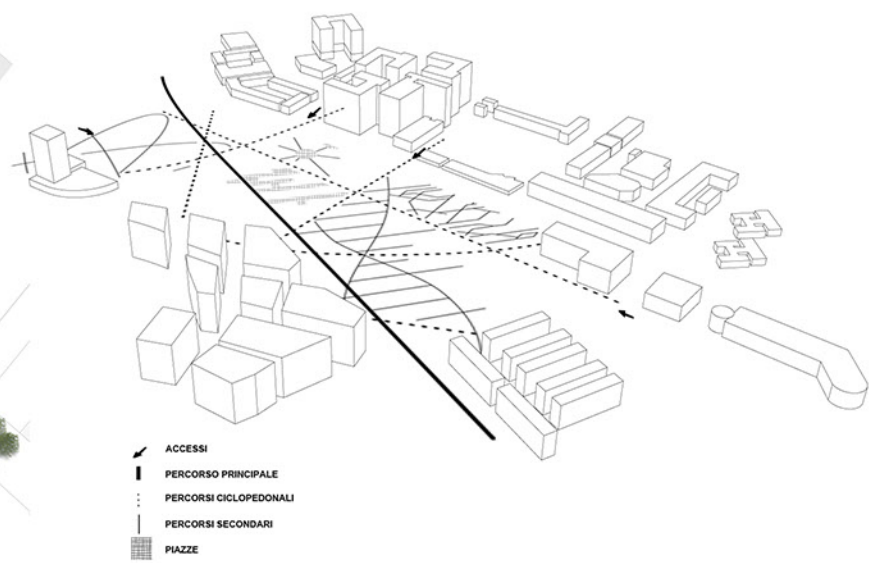 ACCESSI
PERCORSO PRINCIPALE
PERCORSI CICLOPEDONALI
PERCORSI SECONDARI
PIAZZE